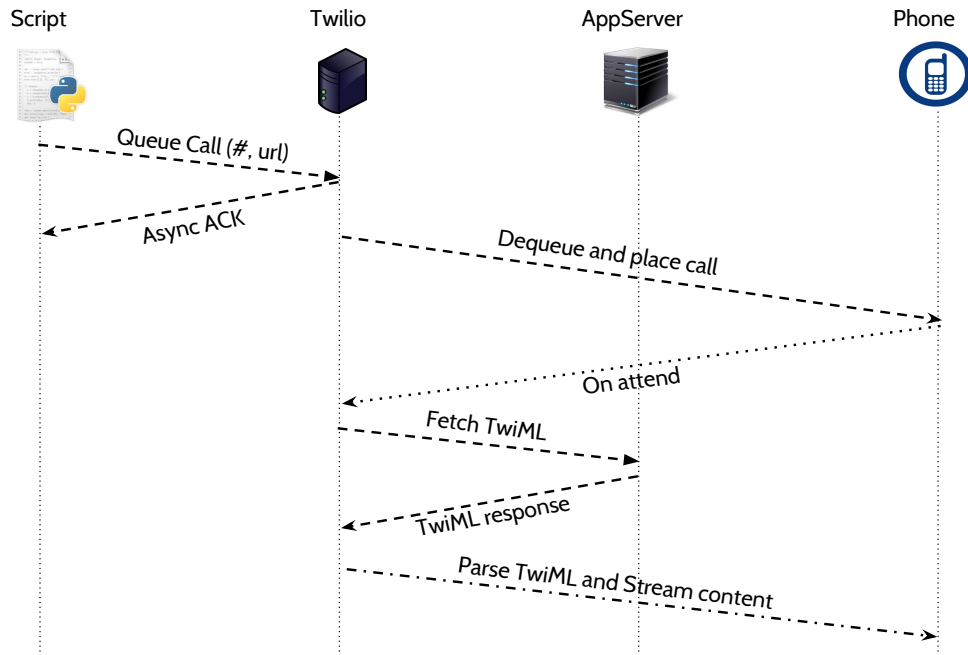 Script
Twilio
AppServer
Phone
Queue Call (#, url)
Async ACK
Dequeue and place call
On attend
Fetch TwiML
TwiML response
Parse TwiML and Stream content